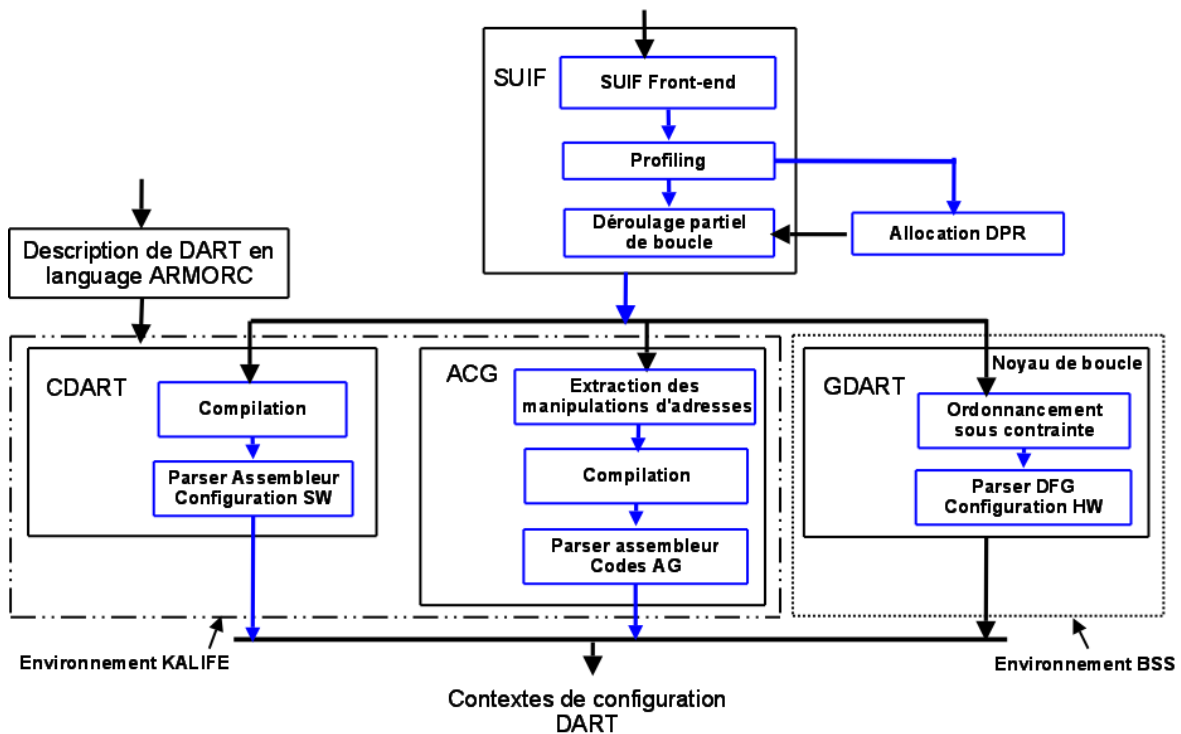 SUIF
SUIF Front-end
Profiling
Déroulage partiel
de boucle
Allocation DPR
Description de DART en
language ARMORC
CDART
Compilation
Parser Assembleur
Configuration SW
ACG
Extraction des
manipulations d'adresses
Compilation
Parser assembleur
Codes AG
Noyau de boucle
GDART
Ordonnancement
sous contrainte
Parser DFG
Configuration HW
Environnement KALIFE
Environnement BSS
Contextes de configuration
DART